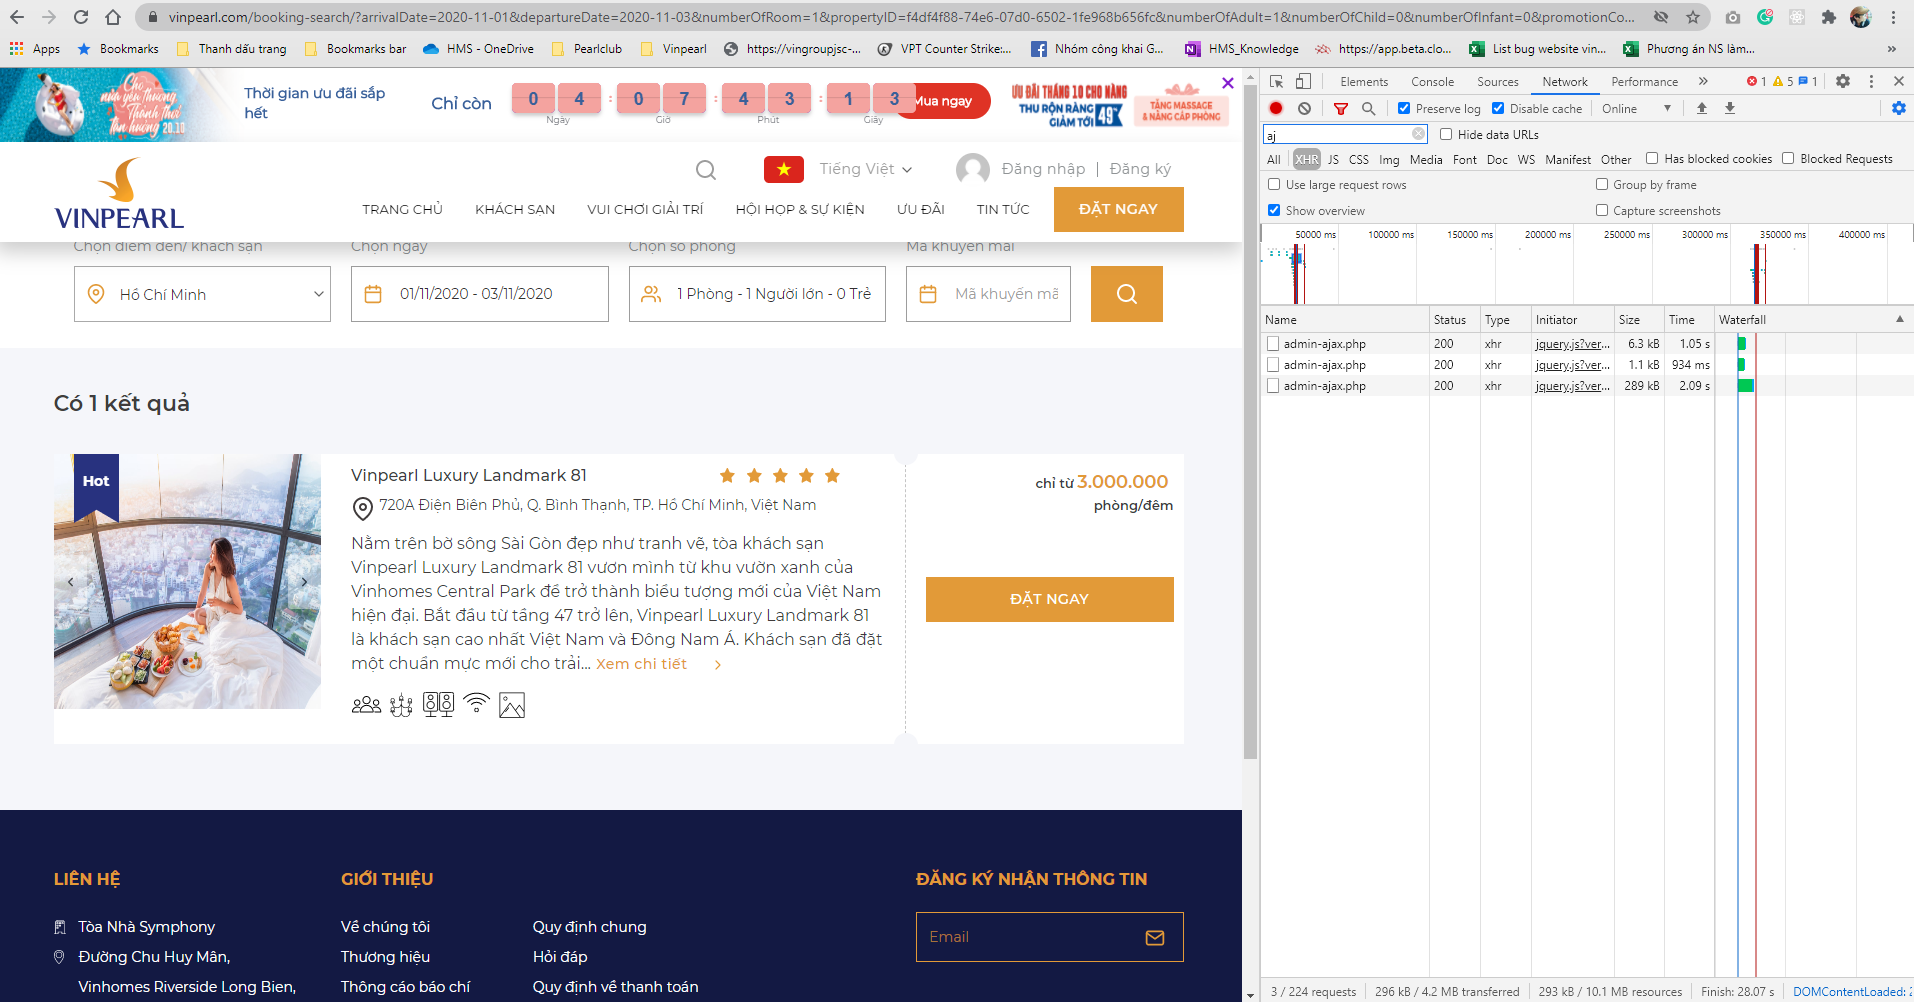 vinpearl.com/booking-search/?arrivalDate=2020-11-01&departureDate=2020-11-03&numberOfRoom=1&propertyID=f4df4f88-74e6-07d0-6502-1fe968b656fc&numberOfAdult=1&numberOfChild=0&numberOfInfant=0&promotionCo...
Apps Bookmarks Thanh dấu trang Bookmarks bar HMS - OneDrive Pearlclub Vinpearl https://vingroupjsc-... VPT Counter Strike:... Nhóm công khai G... HMS_Knowledge https://app.beta.clo... List bug website vin... Phương án NS làm... »
Cho
mùa yêu thương
Thảnh Thơi
Tận hưởng 20.10
Thời gian ưu đãi sắp
hết
Chỉ còn
0 4 : 0 7 : 4 3 : 1 3
Ngày Giờ Phút Giây
Mua ngay
ƯU ĐÃI THÁNG 10 CHO NÀNG
THU RỘN RÀNG
GIẢM TỚI 49%
TẶNG MASSAGE
& NÂNG CẤP PHÒNG
Tiếng Việt
Đăng nhập | Đăng ký
VINPEARL
TRANG CHỦ KHÁCH SẠN VUI CHƠI GIẢI TRÍ HỘI HỌP & SỰ KIỆN ƯU ĐÃI TIN TỨC ĐẶT NGAY
Chọn điểm đến/ khách sạn Chọn ngày Chọn số phòng Mã khuyến mãi
Hồ Chí Minh 01/11/2020 - 03/11/2020 1 Phòng - 1 Người lớn - 0 Trẻ Mã khuyến mã
Có 1 kết quả
Hot
Vinpearl Luxury Landmark 81
720A Điện Biên Phủ, Q. Bình Thạnh, TP. Hồ Chí Minh, Việt Nam
Nằm trên bờ sông Sài Gòn đẹp như tranh vẽ, tòa khách sạn
Vinpearl Luxury Landmark 81 vươn mình từ khu vườn xanh của
Vinhomes Central Park để trở thành biểu tượng mới của Việt Nam
hiện đại. Bắt đầu từ tầng 47 trở lên, Vinpearl Luxury Landmark 81
là khách sạn cao nhất Việt Nam và Đông Nam Á. Khách sạn đã đặt
một chuẩn mực mới cho trải... Xem chi tiết
chỉ từ 3.000.000
phòng/đêm
ĐẶT NGAY
LIÊN HỆ
Tòa Nhà Symphony
Đường Chu Huy Mân,
Vinhomes Riverside Long Bien,
GIỚI THIỆU
Về chúng tôi
Thương hiệu
Thông cáo báo chí
Quy định chung
Hỏi đáp
Quy định về thanh toán
ĐĂNG KÝ NHẬN THÔNG TIN
Email
Elements Console Sources Network Performance » 1 5 1
Preserve log Disable cache Online
aj Hide data URLs
All XHR JS CSS Img Media Font Doc WS Manifest Other Has blocked cookies Blocked Requests
Use large request rows Group by frame
Show overview Capture screenshots
50000 ms 100000 ms 150000 ms 200000 ms 250000 ms 300000 ms 350000 ms 400000 ms
Name Status Type Initiator Size Time Waterfall
admin-ajax.php 200 xhr jquery.js?ver... 6.3 kB 1.05 s
admin-ajax.php 200 xhr jquery.js?ver... 1.1 kB 934 ms
admin-ajax.php 200 xhr jquery.js?ver... 289 kB 2.09 s
3 / 224 requests 296 kB / 4.2 MB transferred 293 kB / 10.1 MB resources Finish: 28.07 s DOMContentLoaded: